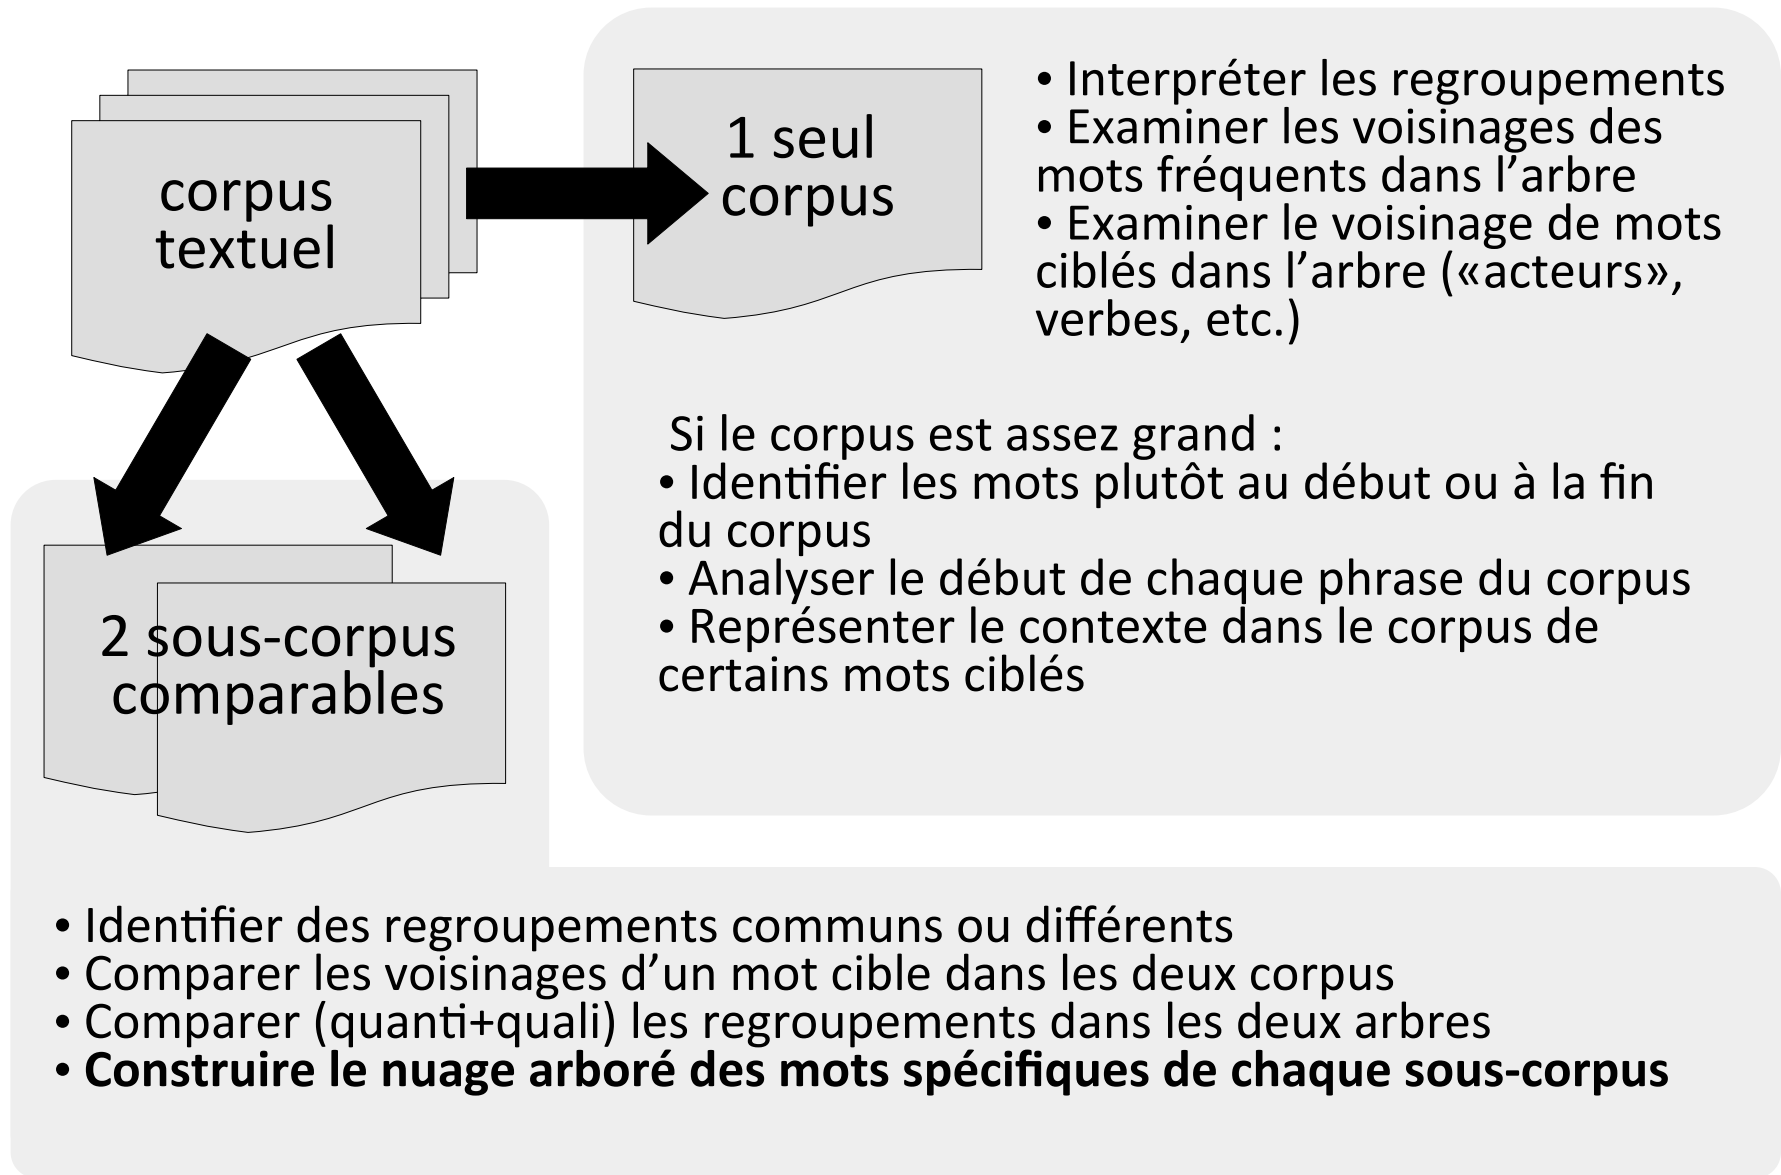 corpus
textuel
1 seul
corpus
• Interpréter les regroupements
• Examiner les voisinages des
mots fréquents dans l’arbre
• Examiner le voisinage de mots
ciblés dans l’arbre («acteurs»,
verbes, etc.)
Si le corpus est assez grand :
• Identifier les mots plutôt au début ou à la fin
du corpus
• Analyser le début de chaque phrase du corpus
• Représenter le contexte dans le corpus de
certains mots ciblés
2 sous-corpus
comparables
• Identifier des regroupements communs ou différents
• Comparer les voisinages d’un mot cible dans les deux corpus
• Comparer (quanti+quali) les regroupements dans les deux arbres
• Construire le nuage arboré des mots spécifiques de chaque sous-corpus